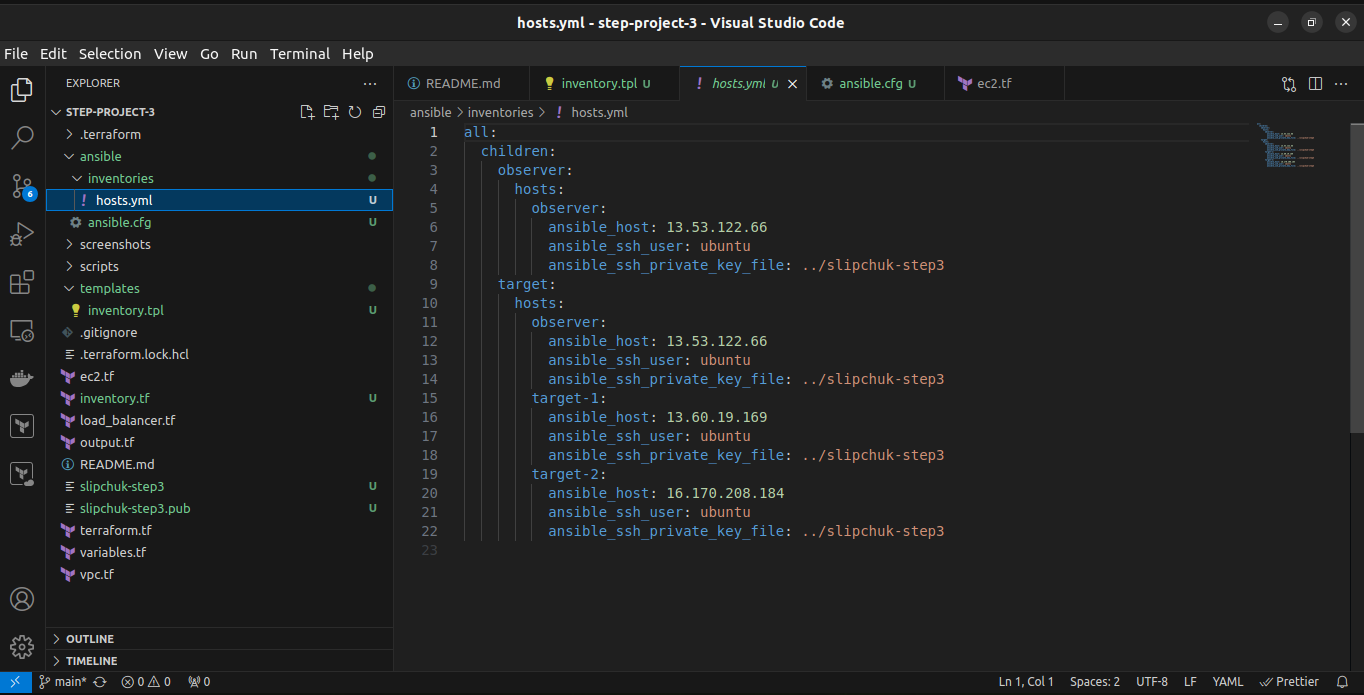 hosts.yml - step-project-3 - Visual Studio Code
File Edit Selection View Go Run Terminal Help
EXPLORER
README.md
inventory.tpl U
! hosts.yml U
ansible.cfg U
ec2.tf
STEP-PROJECT-3
.terraform
ansible
inventories
! hosts.yml U
ansible.cfg U
screenshots
scripts
templates
inventory.tpl U
.gitignore
.terraform.lock.hcl
ec2.tf
inventory.tf U
load_balancer.tf
output.tf
README.md
slipchuk-step3 U
slipchuk-step3.pub U
terraform.tf
variables.tf
vpc.tf
OUTLINE
TIMELINE
6
ansible > inventories > ! hosts.yml
1 all:
2 children:
3 observer:
4 hosts:
5 observer:
6 ansible_host: 13.53.122.66
7 ansible_ssh_user: ubuntu
8 ansible_ssh_private_key_file: ../slipchuk-step3
9 target:
10 hosts:
11 observer:
12 ansible_host: 13.53.122.66
13 ansible_ssh_user: ubuntu
14 ansible_ssh_private_key_file: ../slipchuk-step3
15 target-1:
16 ansible_host: 13.60.19.169
17 ansible_ssh_user: ubuntu
18 ansible_ssh_private_key_file: ../slipchuk-step3
19 target-2:
20 ansible_host: 16.170.208.184
21 ansible_ssh_user: ubuntu
22 ansible_ssh_private_key_file: ../slipchuk-step3
23
main* 0 0 0 Ln 1, Col 1 Spaces: 2 UTF-8 LF YAML Prettier